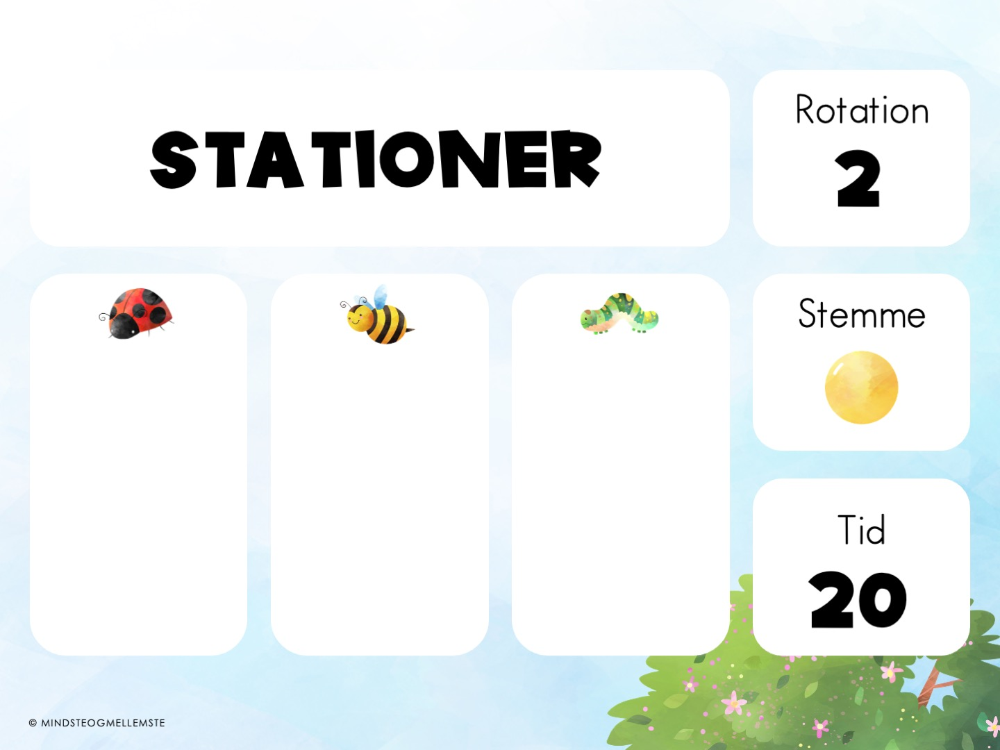 STATIONER
Rotation
2
Stemme
Tid
20
© MINDSTEOGMELLEMSTE